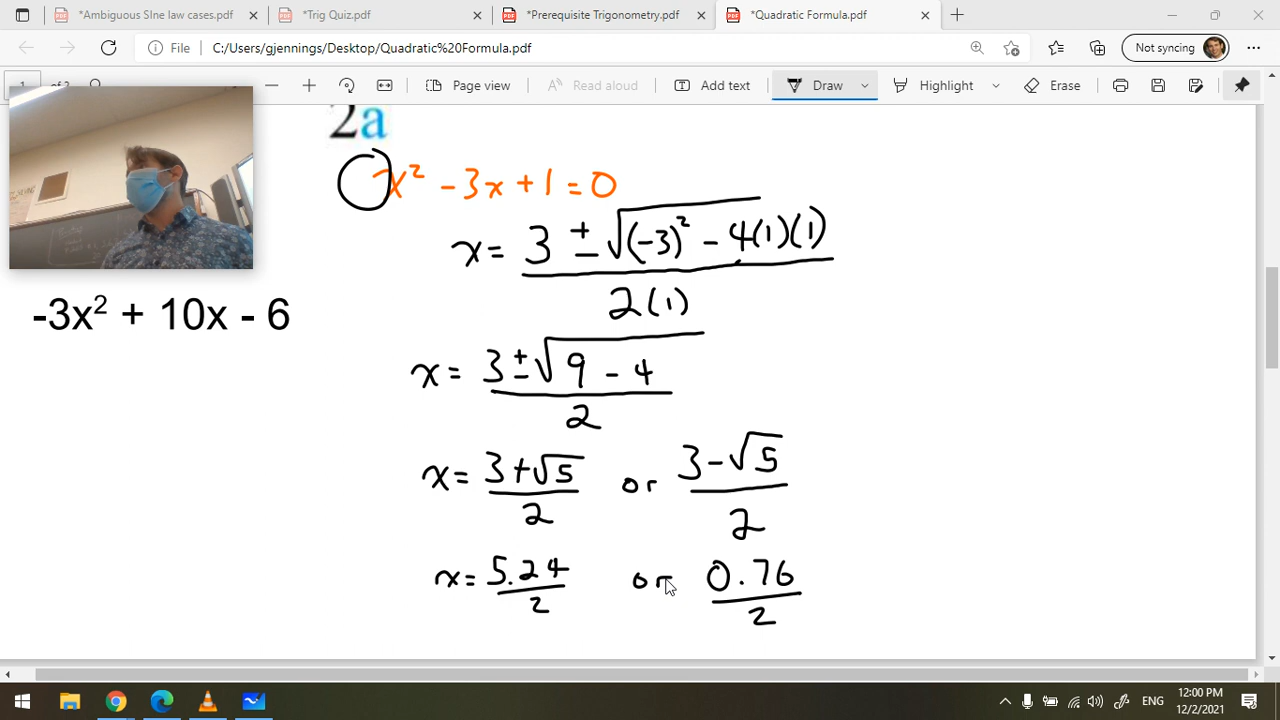 *Ambiguous SIne law cases.pdf × *Trig Quiz.pdf × *Prerequisite Trigonometry.pdf × *Quadratic Formula.pdf × +
File C:/Users/gjennings/Desktop/Quadratic%20Formula.pdf Not syncing
Page view Read aloud Add text Draw Highlight Erase
2a
x² - 3x + 1 = 0
x = 3 ± √(-3)² - 4(1)(1)
2(1)
-3x² + 10x - 6
x = 3 ± √9 - 4
2
x = 3 + √5 or 3 - √5
2 2
x = 5.24 or 0.76
2 2
ENG
12:00 PM
12/2/2021